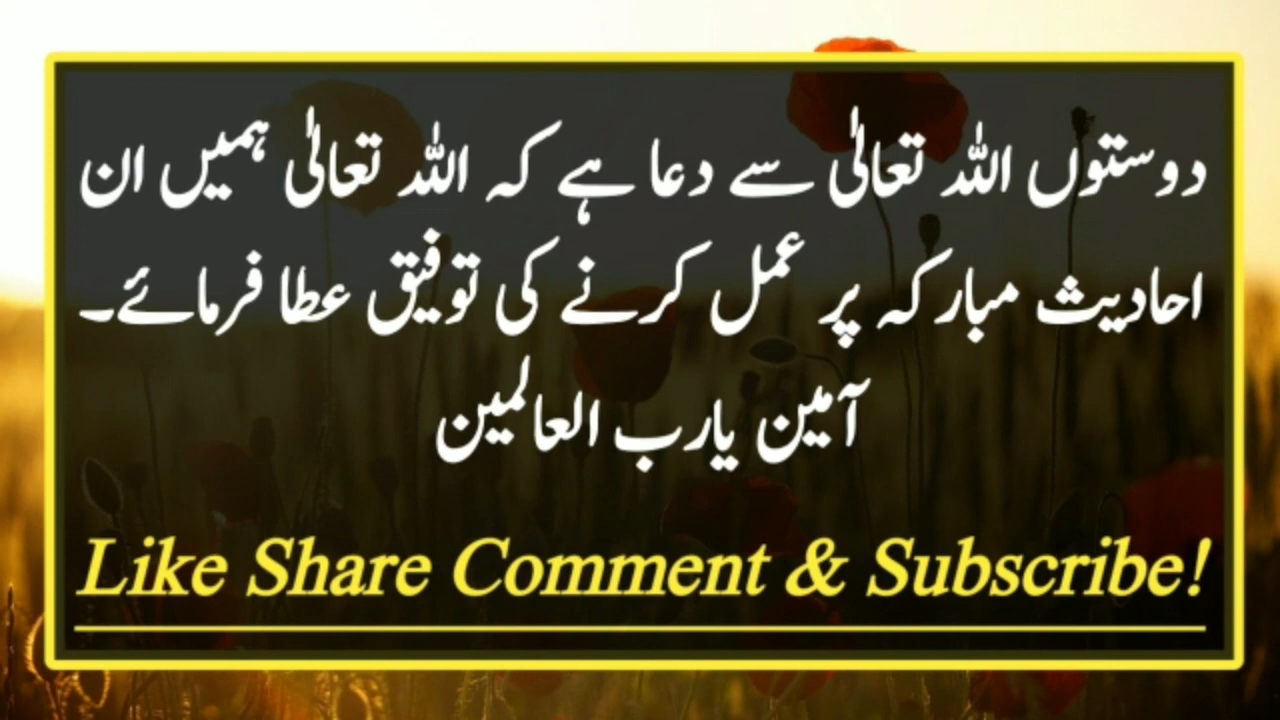 دوستوں اللہ تعالیٰ سے دعا ہے کہ اللہ تعالیٰ ہمیں ان
احادیث مبارکہ پر عمل کرنے کی توفیق عطا فرمائے۔
آمین یارب العالمین
Like Share Comment & Subscribe!